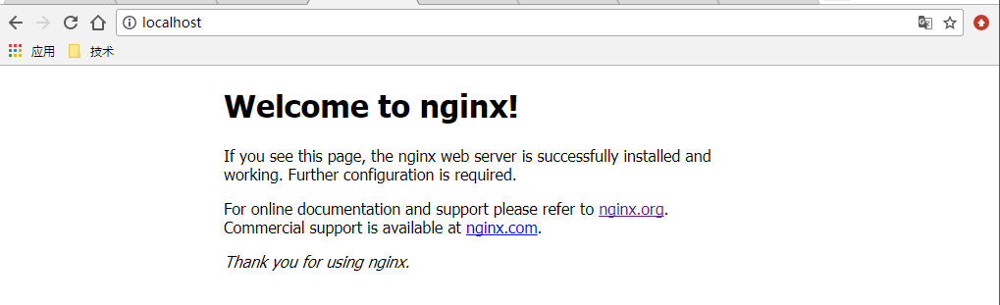 localhost
应用 技术
Welcome to nginx!
If you see this page, the nginx web server is successfully installed and
working. Further configuration is required.
For online documentation and support please refer to nginx.org.
Commercial support is available at nginx.com.
Thank you for using nginx.